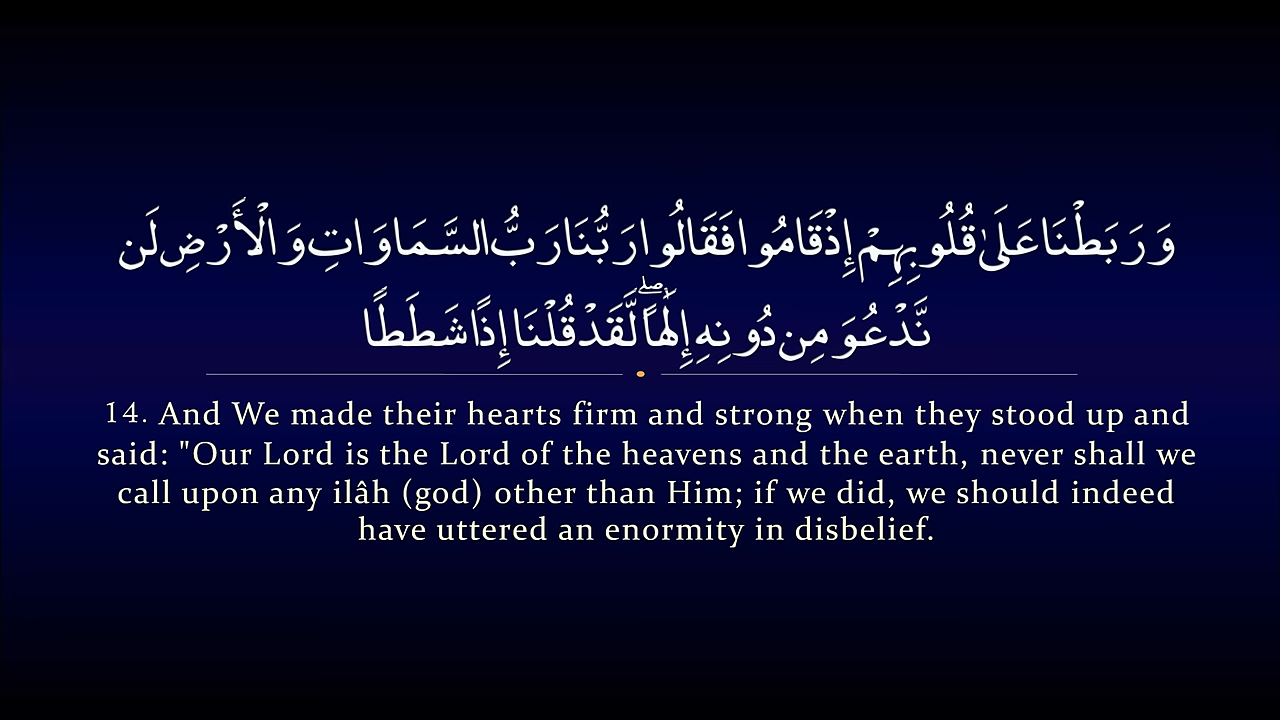 وَرَبَطْنَا عَلَىٰ قُلُوبِهِمْ إِذْ قَامُوا فَقَالُوا رَبُّنَا رَبُّ السَّمَاوَاتِ وَالْأَرْضِ لَن
نَّدْعُوَ مِن دُونِهِ إِلَٰهًا ۖ لَّقَدْ قُلْنَا إِذًا شَطَطًا
14. And We made their hearts firm and strong when they stood up and
said: "Our Lord is the Lord of the heavens and the earth, never shall we
call upon any ilâh (god) other than Him; if we did, we should indeed
have uttered an enormity in disbelief.